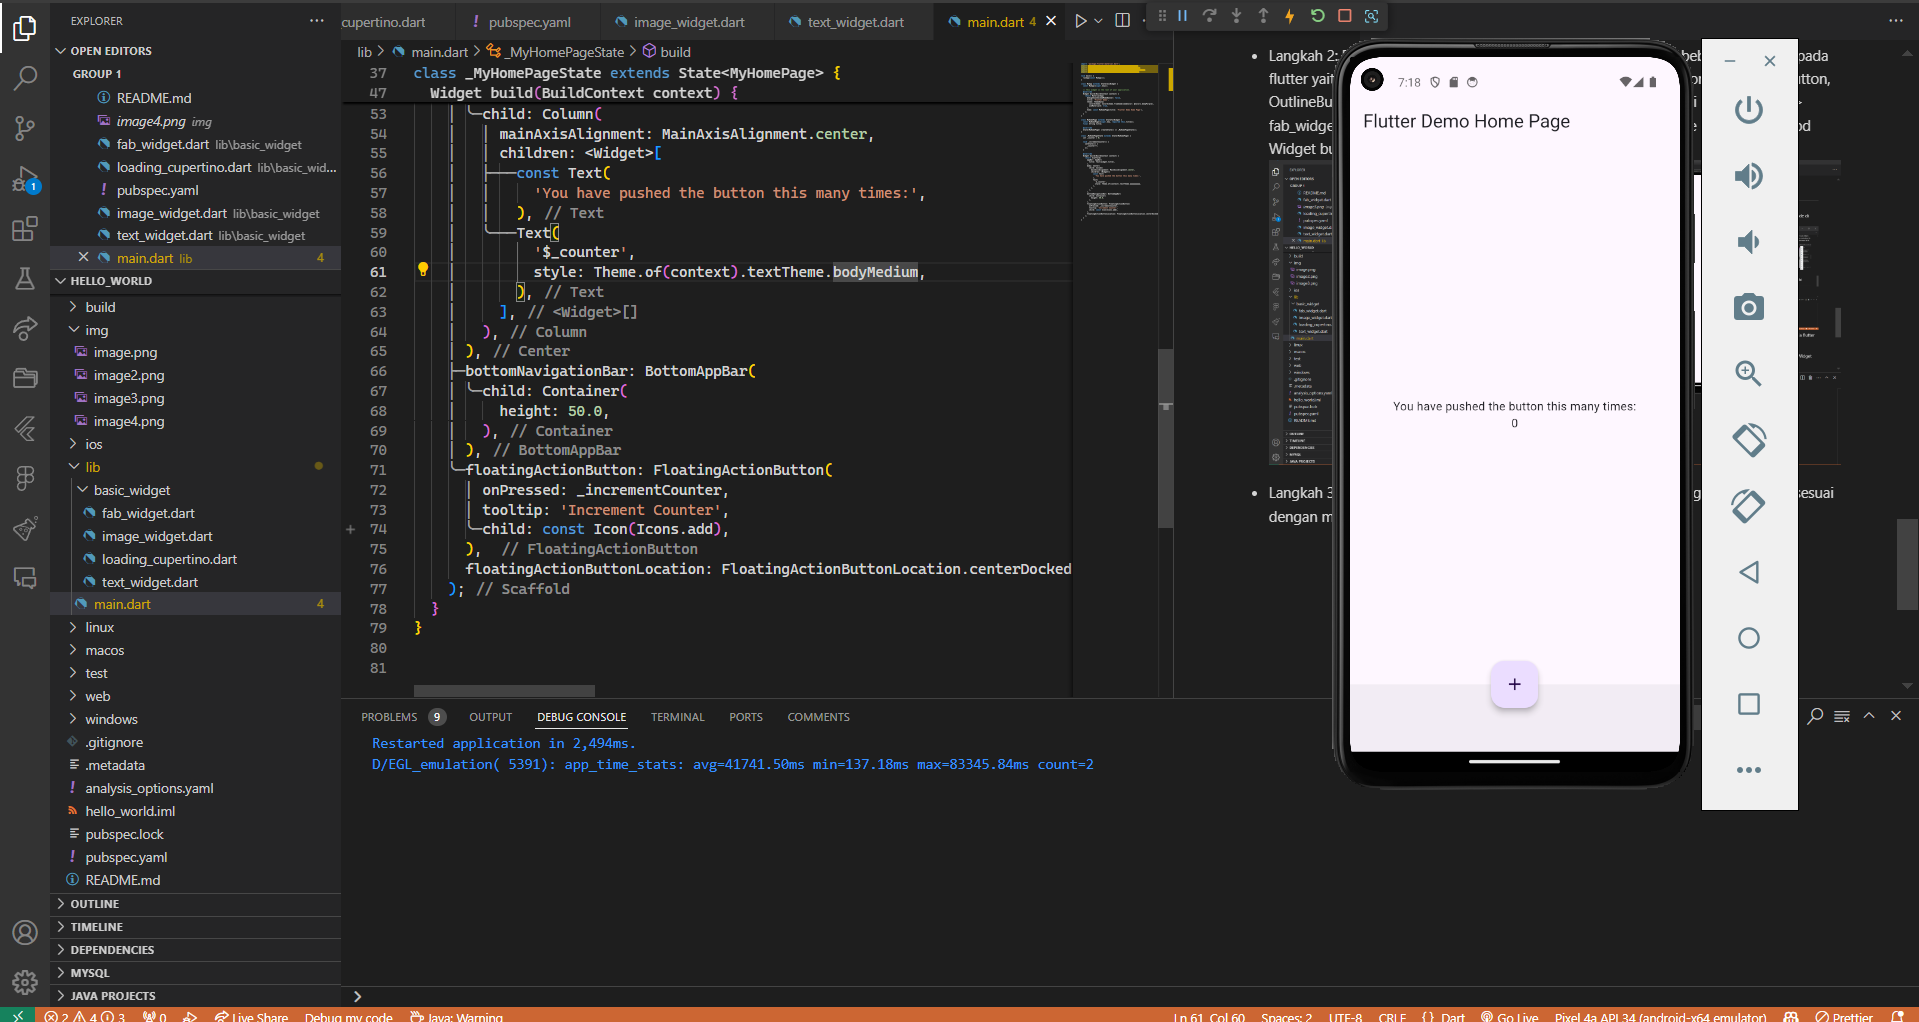 EXPLORER
OPEN EDITORS
GROUP 1
README.md
image4.png img
fab_widget.dart lib\basic_widget
loading_cupertino.dart lib\basic_wid...
pubspec.yaml
image_widget.dart lib\basic_widget
text_widget.dart lib\basic_widget
main.dart lib 4
HELLO_WORLD
build
img
image.png
image2.png
image3.png
image4.png
ios
lib
basic_widget
fab_widget.dart
image_widget.dart
loading_cupertino.dart
text_widget.dart
main.dart 4
linux
macos
test
web
windows
.gitignore
.metadata
analysis_options.yaml
hello_world.iml
pubspec.lock
pubspec.yaml
README.md
OUTLINE
TIMELINE
DEPENDENCIES
MYSQL
JAVA PROJECTS
1
cupertino.dart pubspec.yaml image_widget.dart text_widget.dart main.dart 4
lib > main.dart > _MyHomePageState > build
37 class _MyHomePageState extends State<MyHomePage> {
47 Widget build(BuildContext context) {
53 child: Column(
54 mainAxisAlignment: MainAxisAlignment.center,
55 children: <Widget>[
56 const Text(
57 'You have pushed the button this many times:',
58 ), // Text
59 Text(
60 '$_counter',
61 style: Theme.of(context).textTheme.bodyMedium,
62 ), // Text
63 ], // <Widget>[]
64 ), // Column
65 ), // Center
66 bottomNavigationBar: BottomAppBar(
67 child: Container(
68 height: 50.0,
69 ), // Container
70 ), // BottomAppBar
71 floatingActionButton: FloatingActionButton(
72 onPressed: _incrementCounter,
73 tooltip: 'Increment Counter',
74 child: const Icon(Icons.add),
75 ), // FloatingActionButton
76 floatingActionButtonLocation: FloatingActionButtonLocation.centerDocked
77 ); // Scaffold
78 }
79 }
80
81
PROBLEMS 9 OUTPUT DEBUG CONSOLE TERMINAL PORTS COMMENTS
Restarted application in 2,494ms.
D/EGL_emulation( 5391): app_time_stats: avg=41741.50ms min=137.18ms max=83345.84ms count=2
Langkah 2: beb pada
flutter yait tton,
OutlineBu
fab_widge
Widget bu
Langkah 3 sesuai
dengan m
7:18
Flutter Demo Home Page
You have pushed the button this many times:
0
+
2 4 3 0 Live Share Debug my code Java: Warning Ln 61, Col 60 Spaces: 2 UTF-8 CRLF {} Dart Go Live Pixel 4a API 34 (android-x64 emulator) Prettier